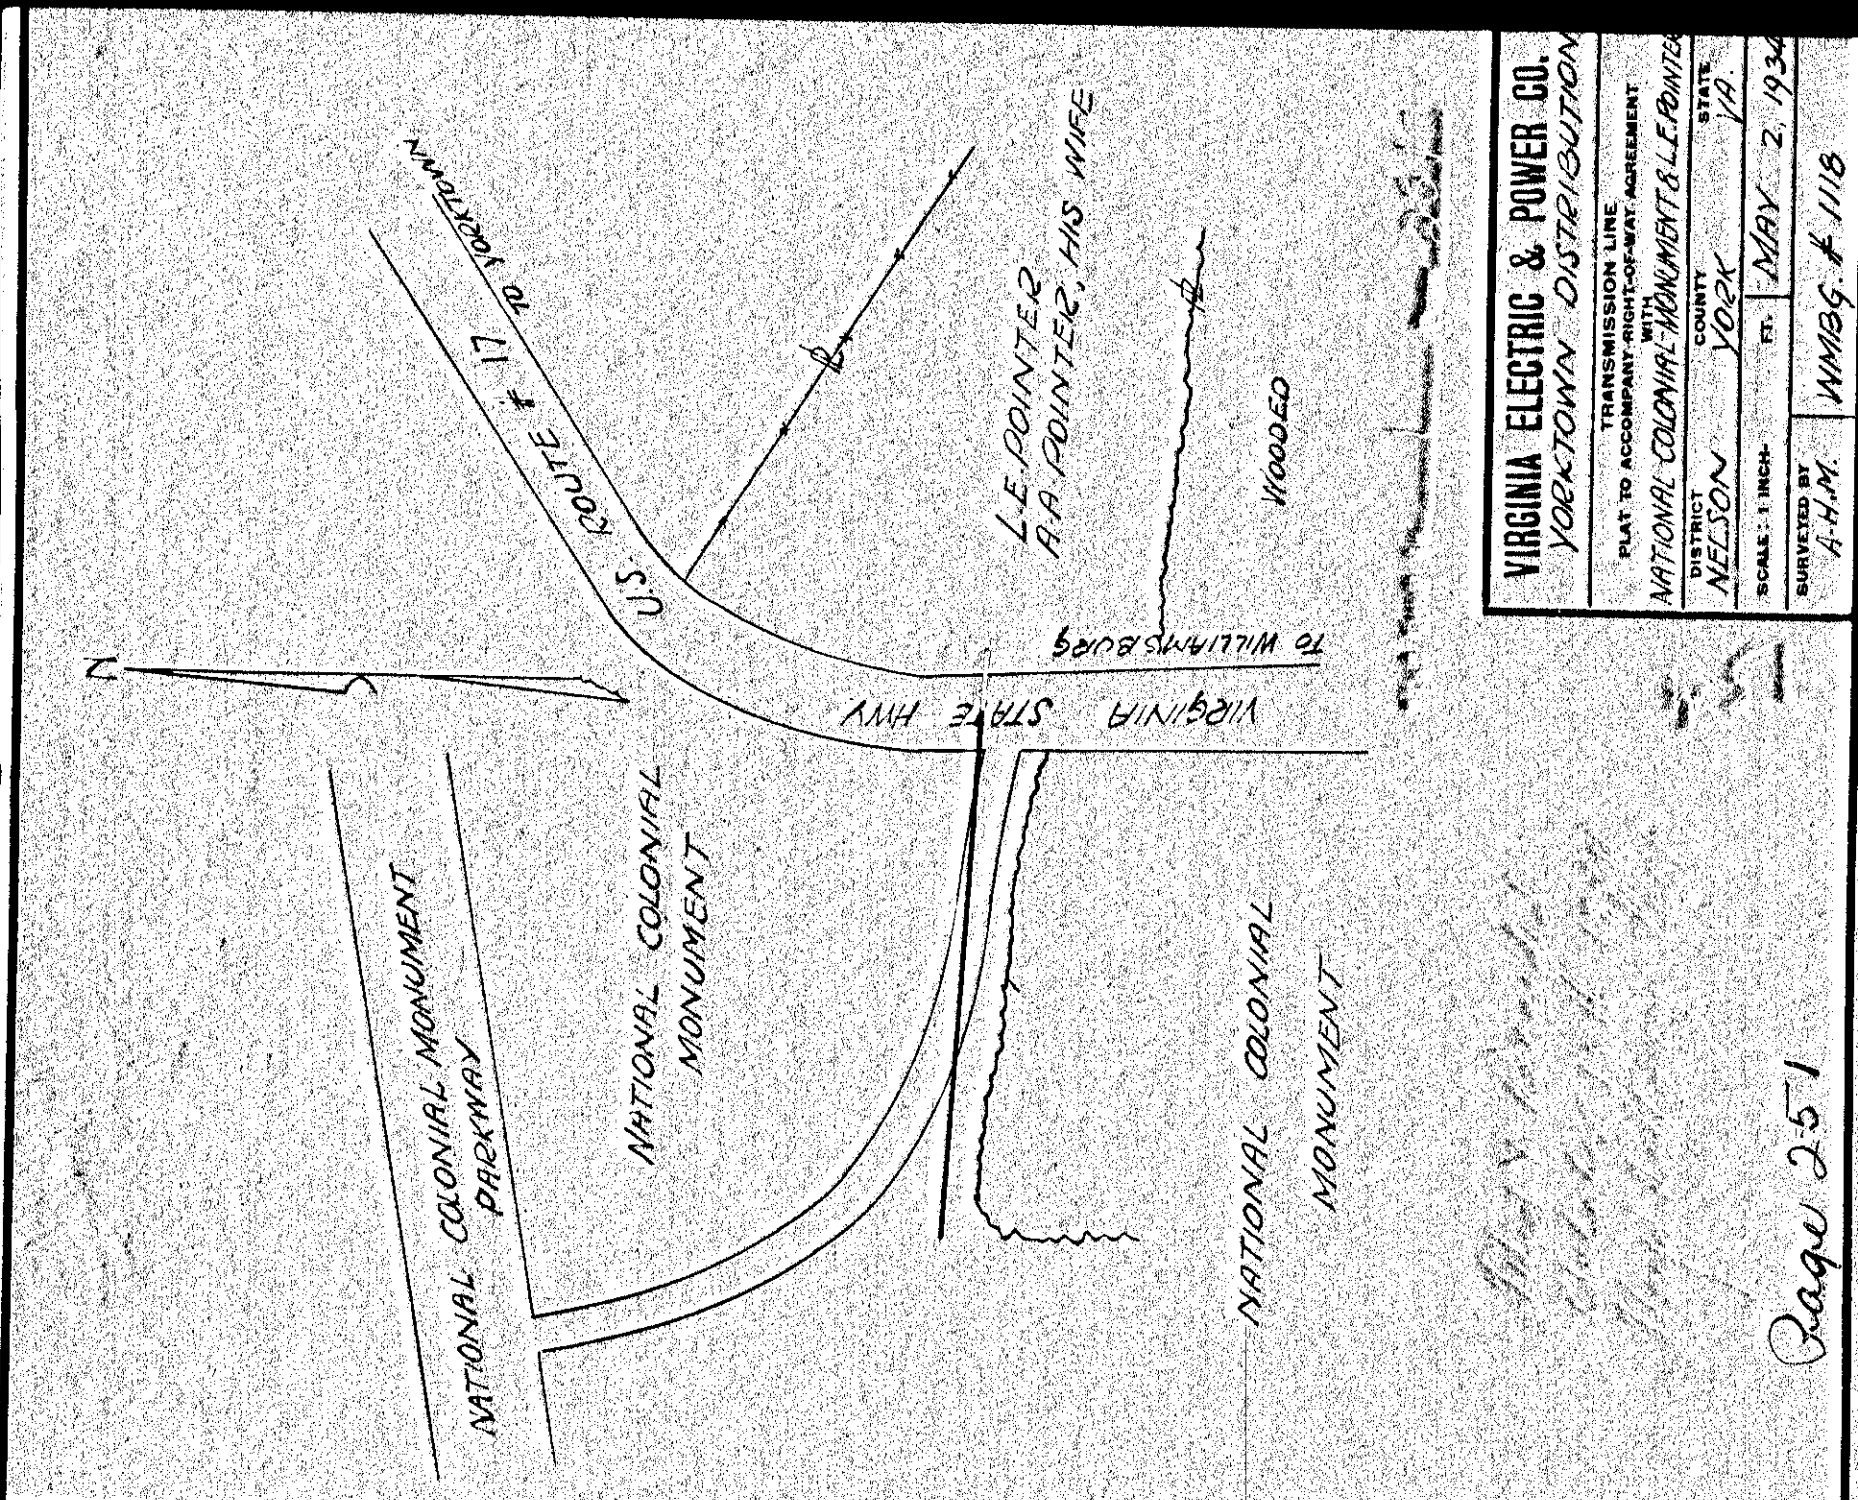 N
U.S. ROUTE # 17 TO YORKTOWN
L.E. POINTER
A.A. POINTER, HIS WIFE
WOODED
TO WILLIAMSBURG
VIRGINIA STATE HWY
NATIONAL COLONIAL MONUMENT
PARKWAY
NATIONAL COLONIAL
MONUMENT
NATIONAL COLONIAL
MONUMENT
VIRGINIA ELECTRIC & POWER CO.
YORKTOWN DISTRIBUTION
TRANSMISSION LINE
PLAT TO ACCOMPANY RIGHT-OF-WAY AGREEMENT
WITH
NATIONAL COLONIAL MONUMENT & L.E. POINTER
DISTRICT COUNTY STATE
NELSON YORK VA.
SCALE: 1 INCH- FT. MAY 2, 1934
SURVEYED BY
A.H.M. WMBG. # 1118
Page 251